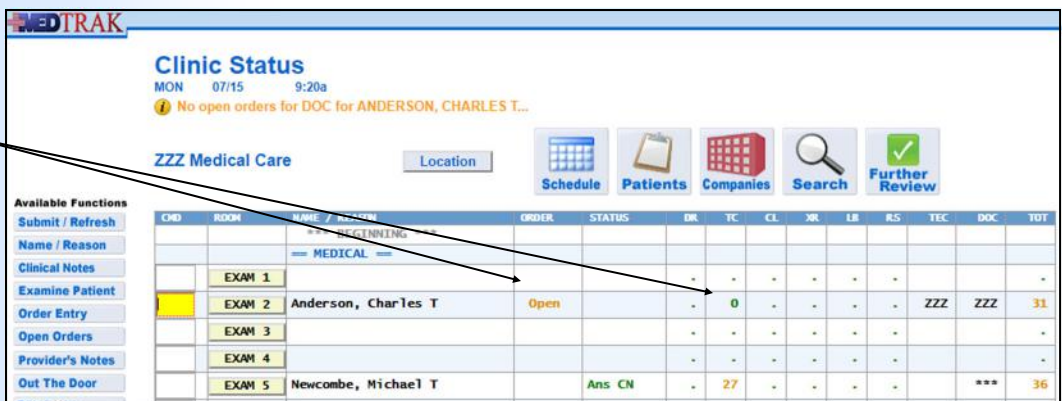 MEDTRAK
Clinic Status
MON 07/15 9:20a
No open orders for DOC for ANDERSON, CHARLES T...
ZZZ Medical Care Location Schedule Patients Companies Search Further Review
Available Functions
Submit / Refresh
Name / Reason
Clinical Notes
Examine Patient
Order Entry
Open Orders
Provider's Notes
Out The Door
CMD ROOM NAME / REASON ORDER STATUS DR TC CL XR LB RS TEC DOC TOT
*** BEGINNING ***
== MEDICAL ==
EXAM 1 . . . . . . .
EXAM 2 Anderson, Charles T Open . 0 . . . . ZZZ ZZZ 31
EXAM 3 . . . . . . .
EXAM 4 . . . . . . .
EXAM 5 Newcombe, Michael T Ans CN . 27 . . . . *** 36